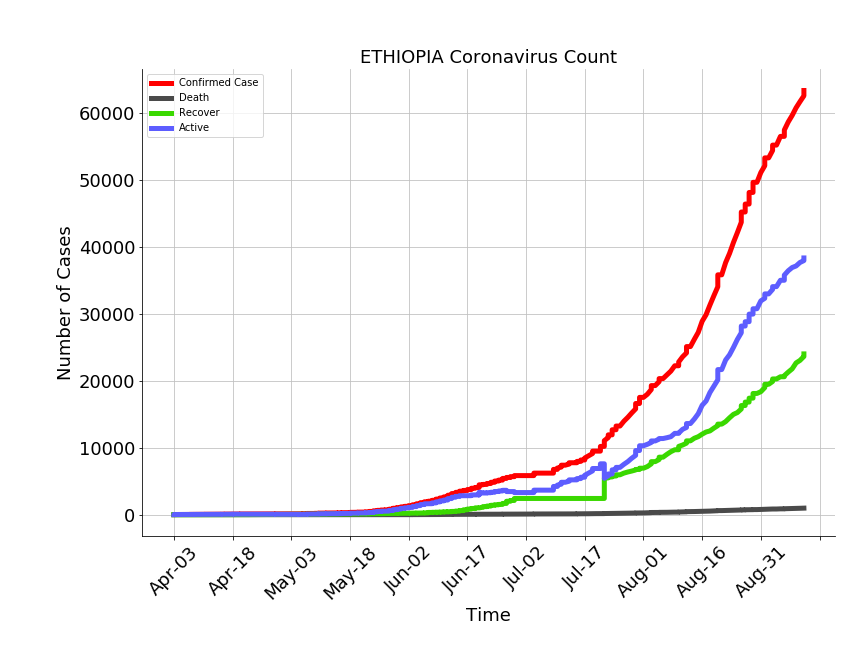 ETHIOPIA Coronavirus Count
Confirmed Case
Death
Recover
Active
Number of Cases
60000
50000
40000
30000
20000
10000
0
Apr-03
Apr-18
May-03
May-18
Jun-02
Jun-17
Jul-02
Jul-17
Aug-01
Aug-16
Aug-31
Time